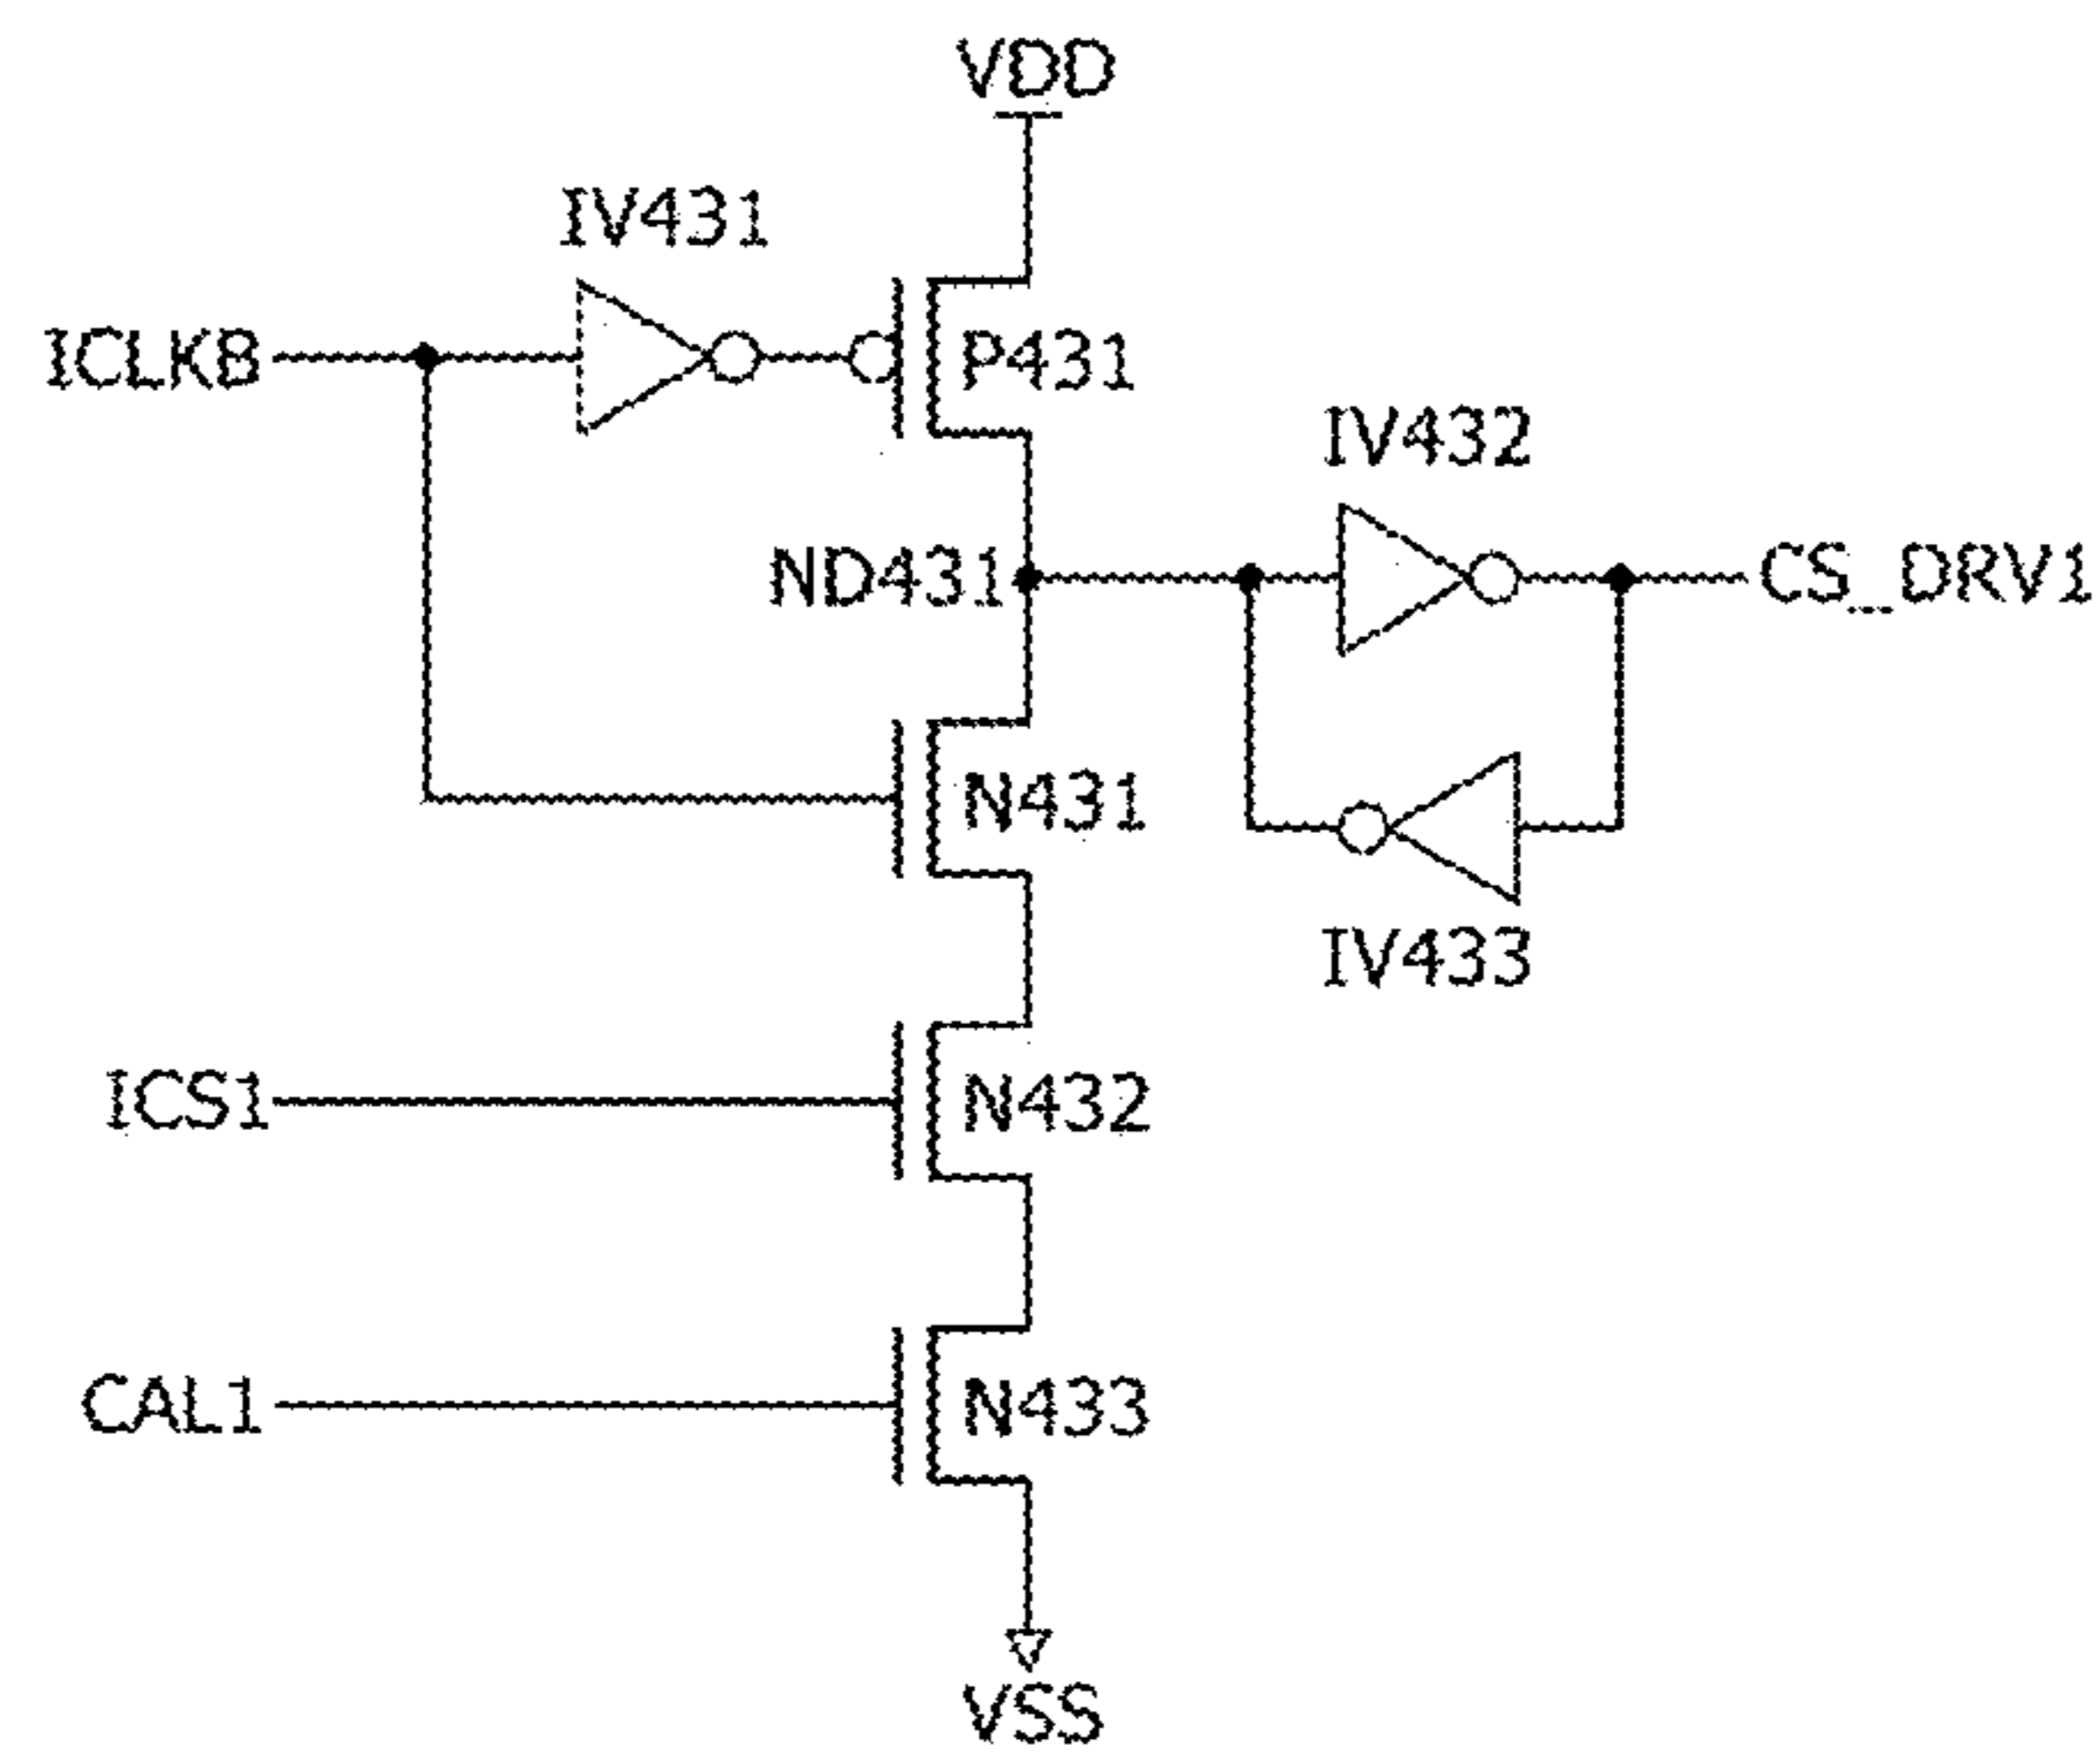 VDD
IV431
ICLKB
P431
IV432
ND431
CS_DRV1
N431
IV433
ICS1
N432
CAL1
N433
VSS